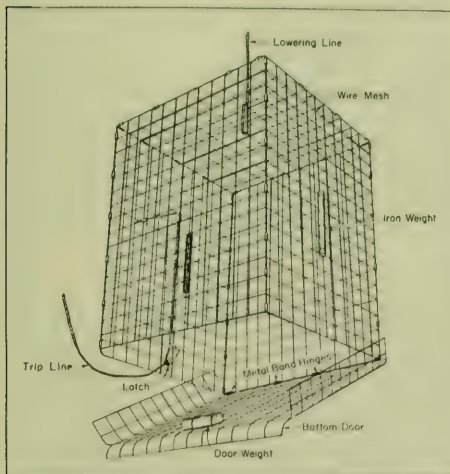 Lowering Line
Wire Mesh
Iron Weight
Trip Line
Latch
Metal Band Hinges
Bottom Door
Door Weight